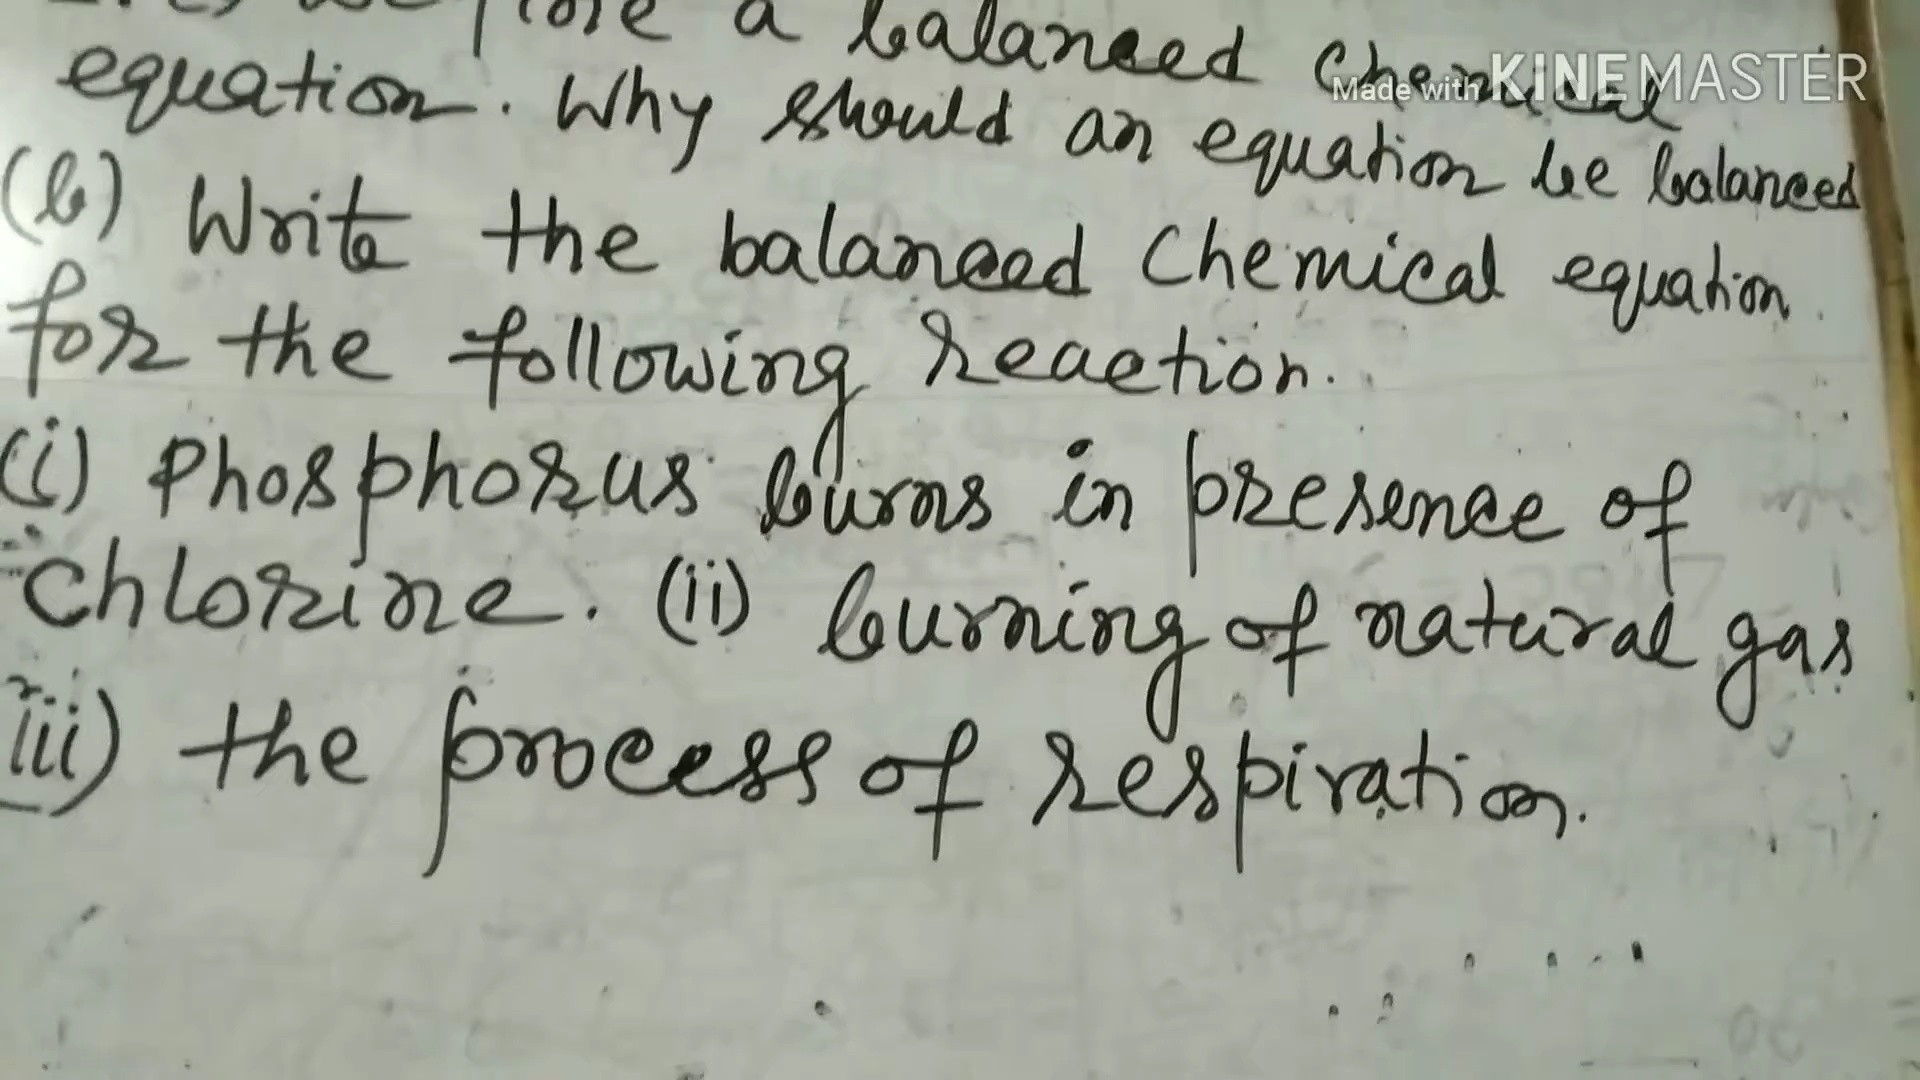 a balanced chemical
equation. Why should an equation be balanced
(b) Write the balanced chemical equation
for the following reaction.
(i) Phosphorus burns in presence of
chlorine. (ii) burning of natural gas
iii) the process of respiration.
Made with KINEMASTER